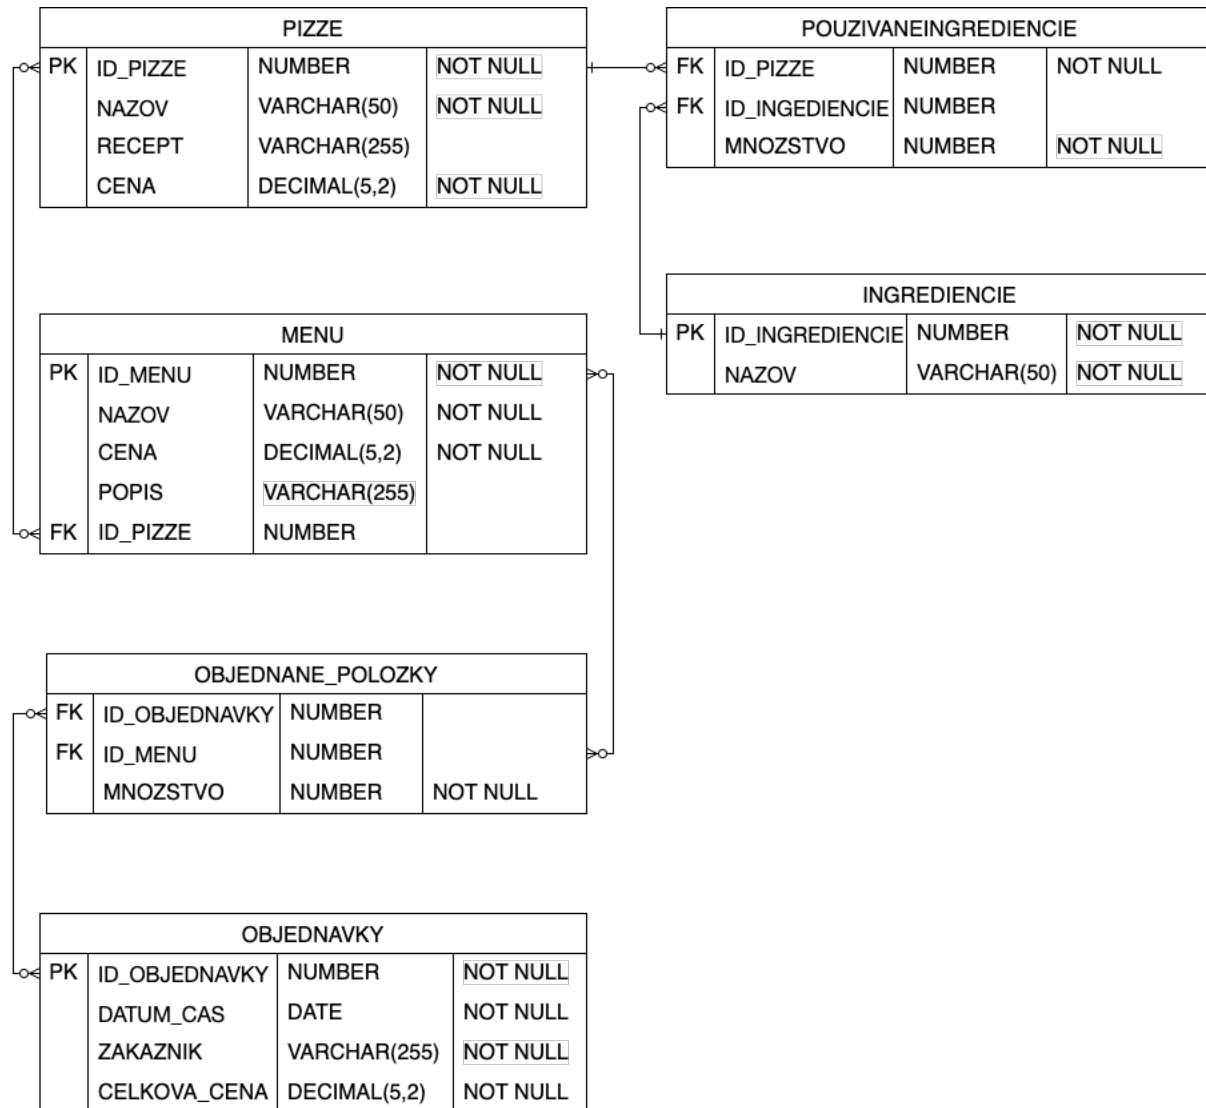 PIZZE
PK ID_PIZZE NUMBER NOT NULL
NAZOV VARCHAR(50) NOT NULL
RECEPT VARCHAR(255)
CENA DECIMAL(5,2) NOT NULL
POUZIVANEINGREDIENCIE
FK ID_PIZZE NUMBER NOT NULL
FK ID_INGEDIENCIE NUMBER
MNOZSTVO NUMBER NOT NULL
INGREDIENCIE
PK ID_INGREDIENCIE NUMBER NOT NULL
NAZOV VARCHAR(50) NOT NULL
MENU
PK ID_MENU NUMBER NOT NULL
NAZOV VARCHAR(50) NOT NULL
CENA DECIMAL(5,2) NOT NULL
POPIS VARCHAR(255)
FK ID_PIZZE NUMBER
OBJEDNANE_POLOZKY
FK ID_OBJEDNAVKY NUMBER
FK ID_MENU NUMBER
MNOZSTVO NUMBER NOT NULL
OBJEDNAVKY
PK ID_OBJEDNAVKY NUMBER NOT NULL
DATUM_CAS DATE NOT NULL
ZAKAZNIK VARCHAR(255) NOT NULL
CELKOVA_CENA DECIMAL(5,2) NOT NULL